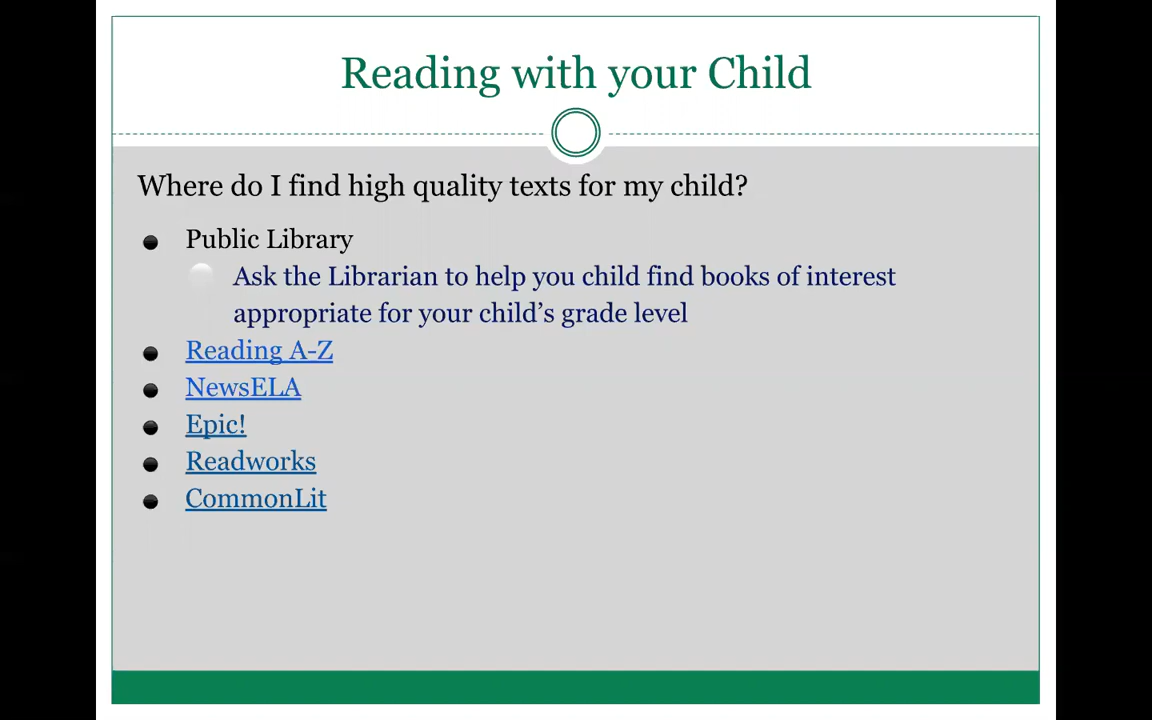 Reading with your Child
Where do I find high quality texts for my child?
Public Library
Ask the Librarian to help you child find books of interest
appropriate for your child’s grade level
Reading A-Z
NewsELA
Epic!
Readworks
CommonLit